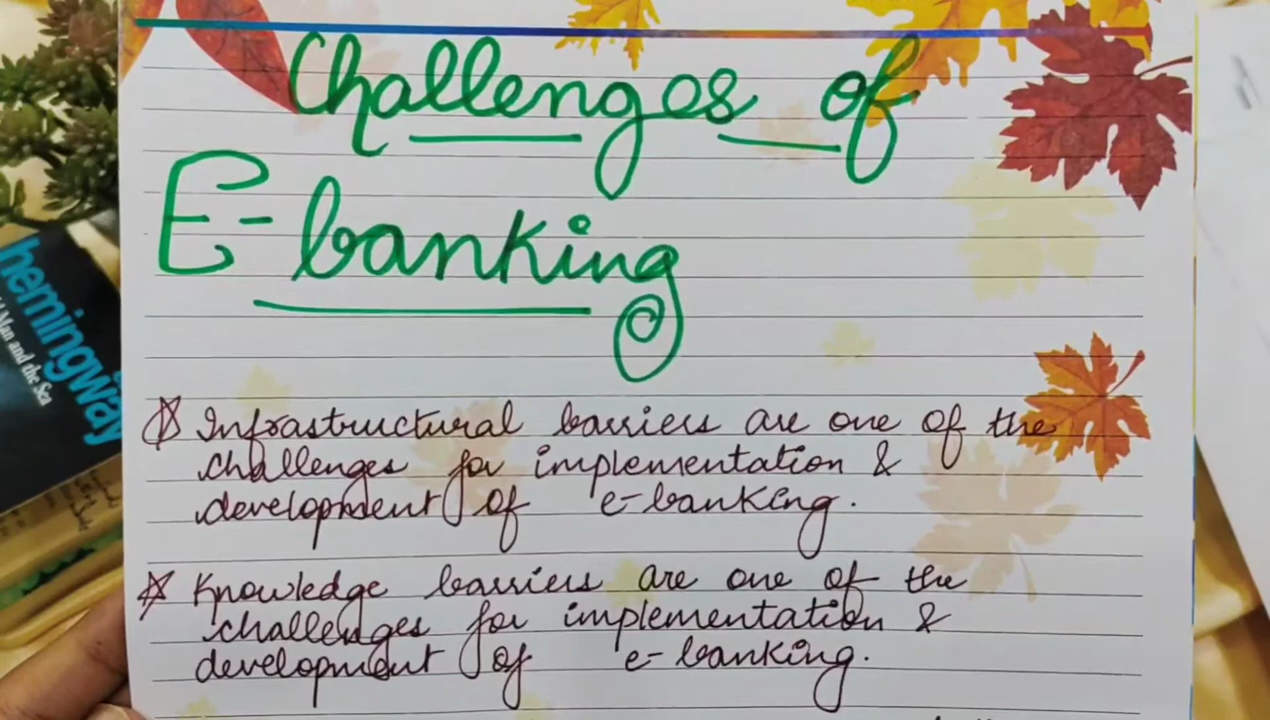 Challenges of
E-banking
Infrastructural barriers are one of the
challenges for implementation &
development of e-banking.
Knowledge barriers are one of the
challenges for implementation &
development of e-banking.
hemingway
Man and the Sea